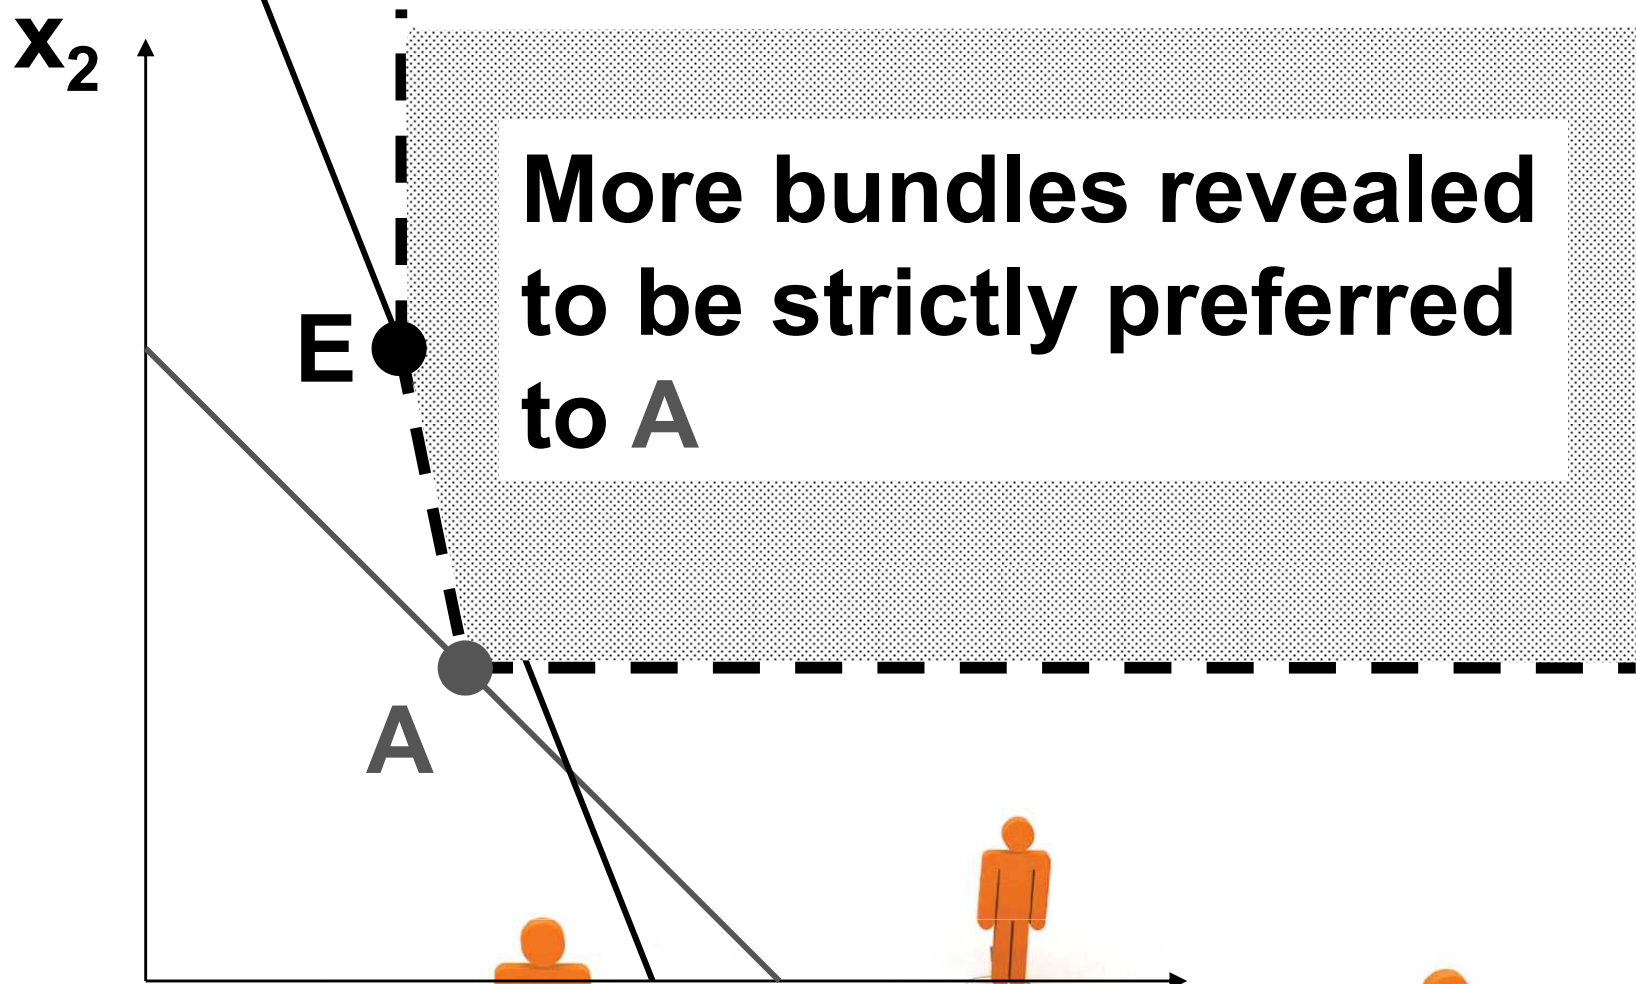 x₂
More bundles revealed
to be strictly preferred
to A
E
A